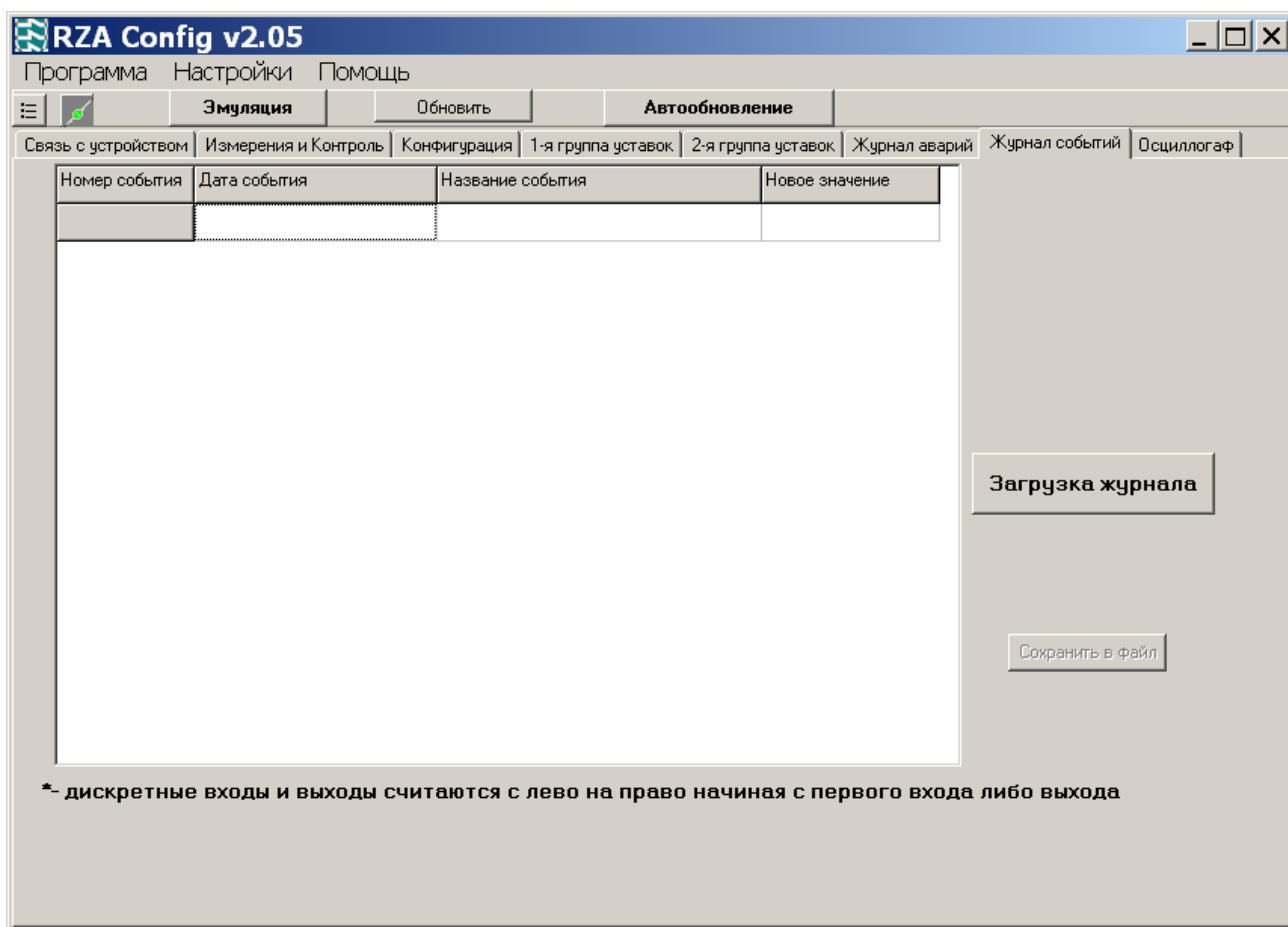 RZA Config v2.05
Программа Настройки Помощь
Эмуляция Обновить Автообновление
Связь с устройством Измерения и Контроль Конфигурация 1-я группа уставок 2-я группа уставок Журнал аварий Журнал событий Осциллогаф
Номер события Дата события Название события Новое значение
Загрузка журнала
Сохранить в файл
*- дискретные входы и выходы считаются с лево на право начиная с первого входа либо выхода